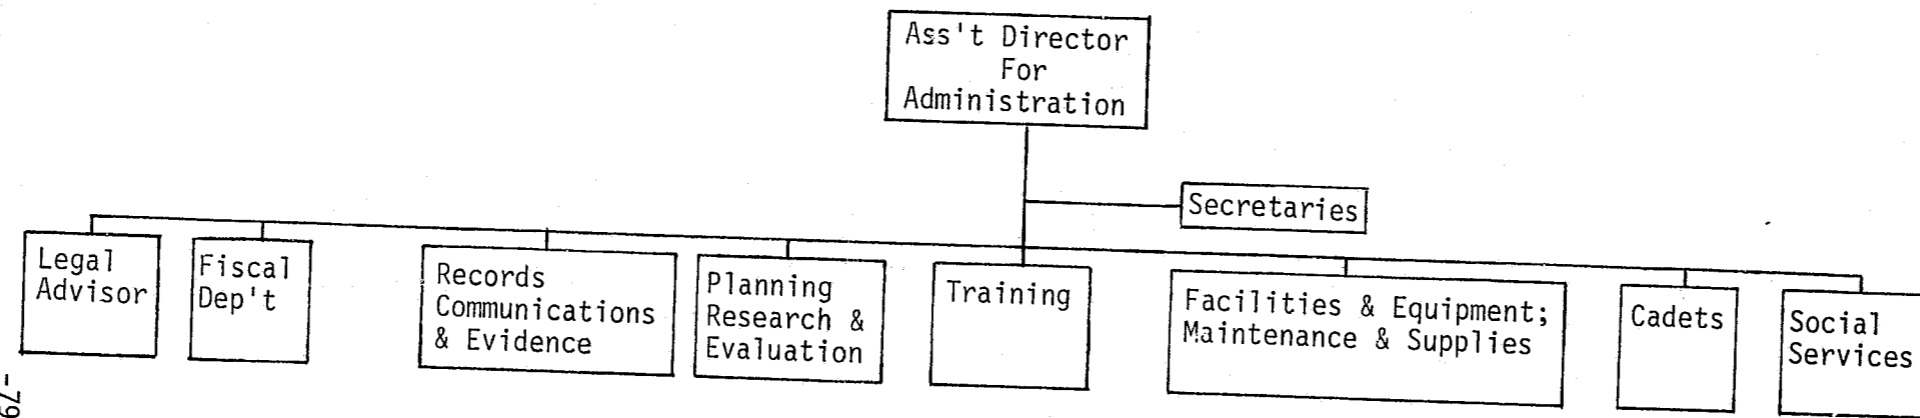 Ass't Director
For
Administration
Secretaries
Legal
Advisor
Fiscal
Dep't
Records
Communications
& Evidence
Planning
Research &
Evaluation
Training
Facilities & Equipment;
Maintenance & Supplies
Cadets
Social
Services
-79